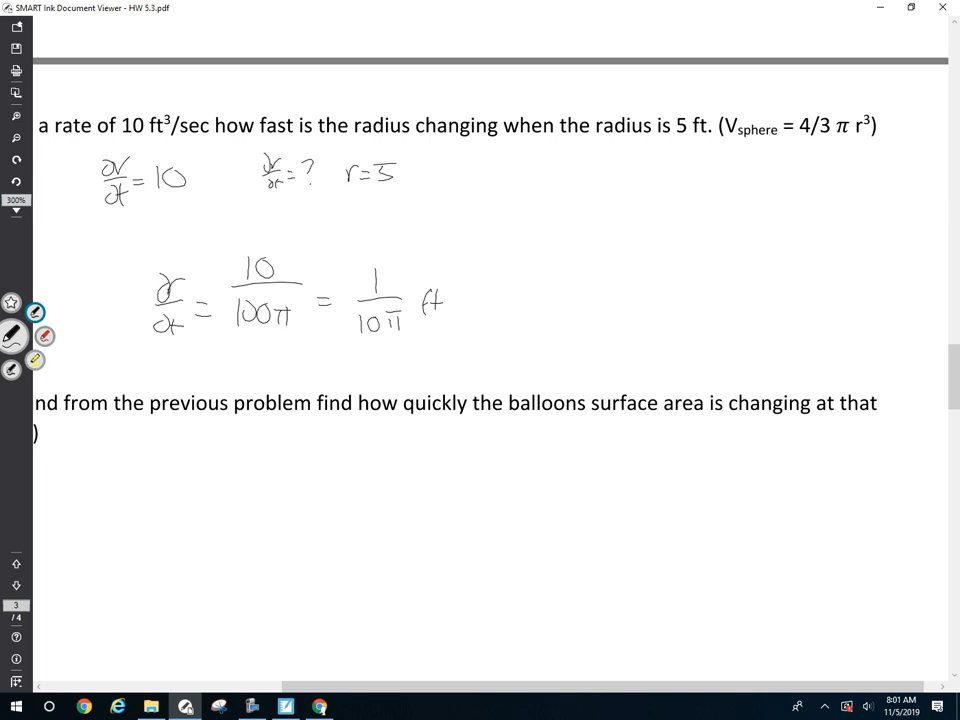 SMART Ink Document Viewer - HW 5.3.pdf
a rate of 10 ft³/sec how fast is the radius changing when the radius is 5 ft. (Vsphere = 4/3 π r³)
dV/dt = 10 dr/dt = ? r = 5
dr/dt = 10/100π = 1/10π ft
nd from the previous problem find how quickly the balloons surface area is changing at that
)
300%
3
/ 4
8:01 AM
11/5/2019